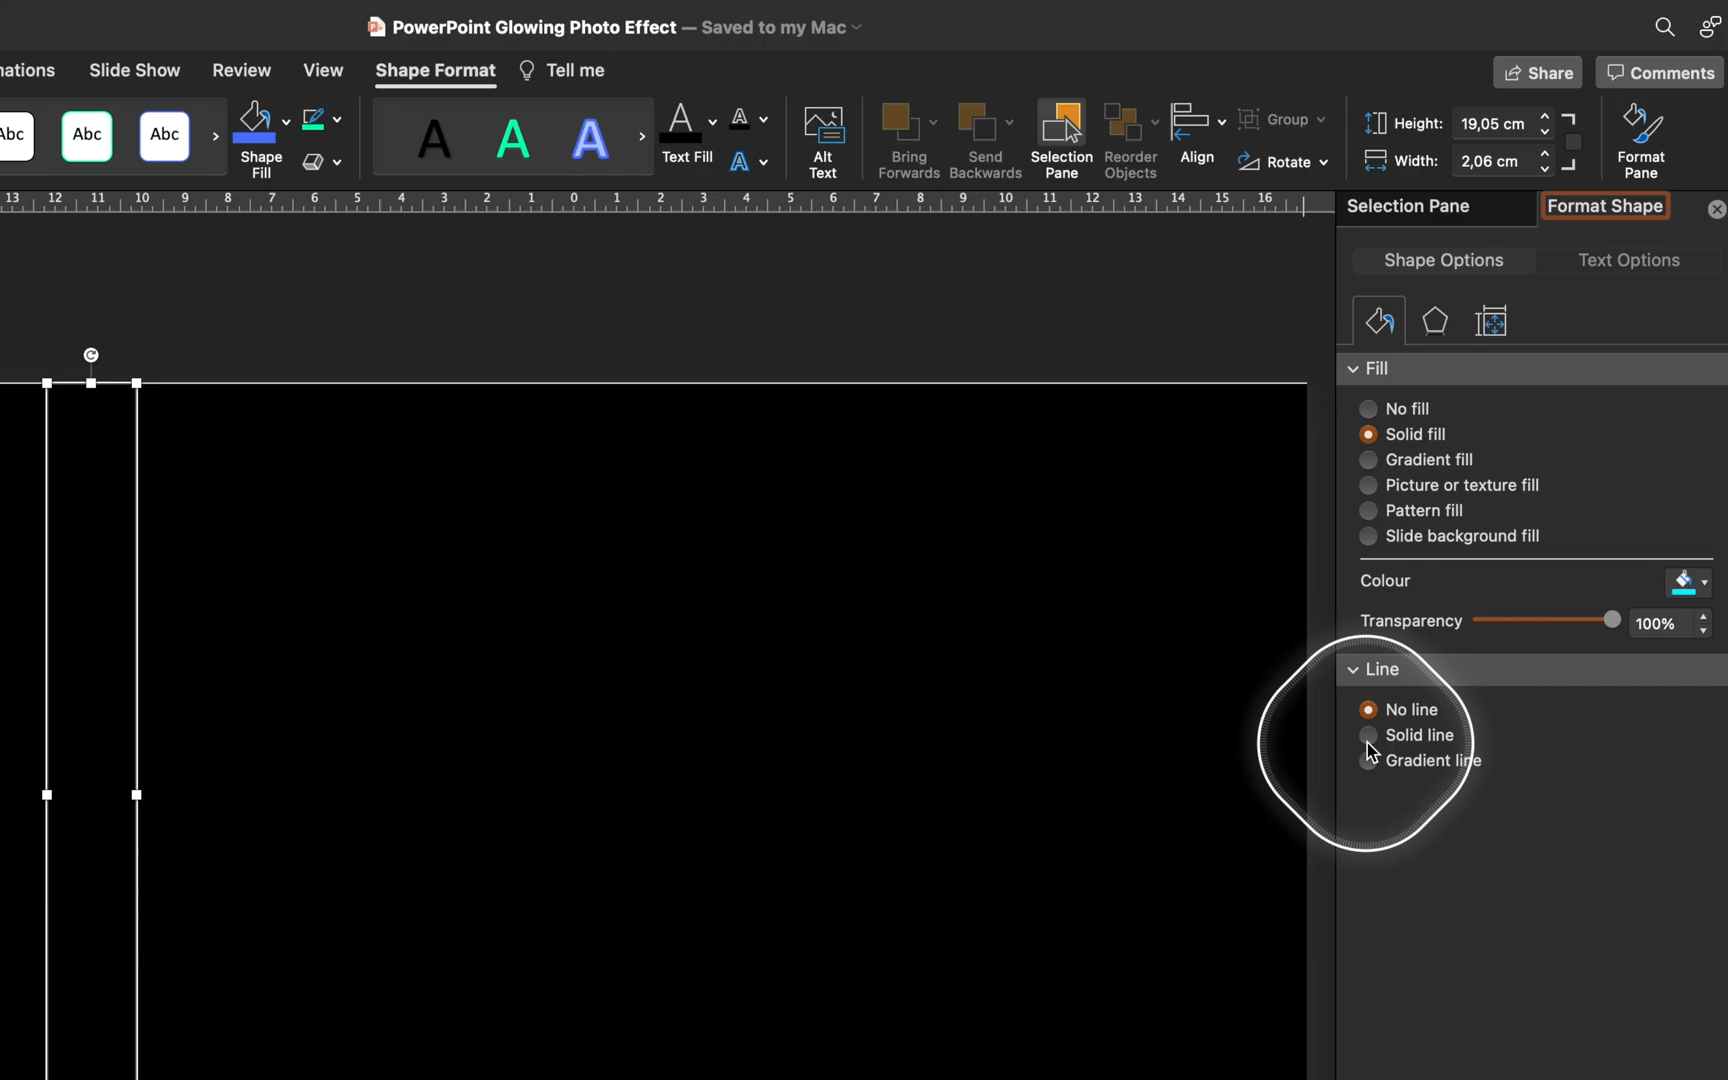 PowerPoint Glowing Photo Effect — Saved to my Mac
nations Slide Show Review View Shape Format Tell me Share Comments
Abc Abc Abc Shape Fill A A A Text Fill A A Alt Text Bring Forwards Send Backwards Selection Pane Reorder Objects Align Group Rotate Height: 19,05 cm Width: 2,06 cm Format Pane
13 12 11 10 9 8 7 6 5 4 3 2 1 0 1 2 3 4 5 6 7 8 9 10 11 12 13 14 15 16
Selection Pane Format Shape
Shape Options Text Options
Fill
No fill
Solid fill
Gradient fill
Picture or texture fill
Pattern fill
Slide background fill
Colour
Transparency 100%
Line
No line
Solid line
Gradient line